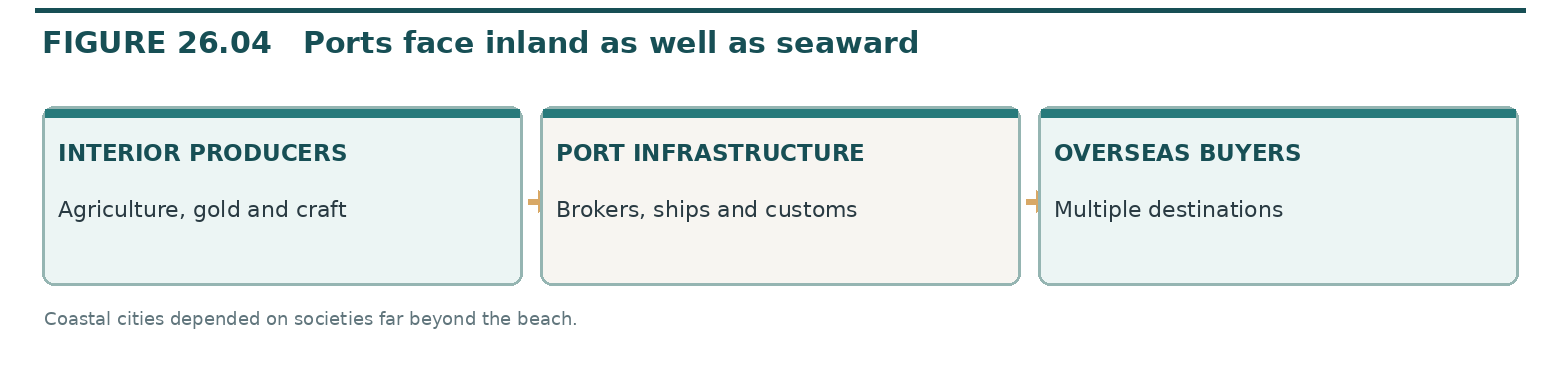 FIGURE 26.04 Ports face inland as well as seaward
INTERIOR PRODUCERS
Agriculture, gold and craft
PORT INFRASTRUCTURE
Brokers, ships and customs
OVERSEAS BUYERS
Multiple destinations
Coastal cities depended on societies far beyond the beach.